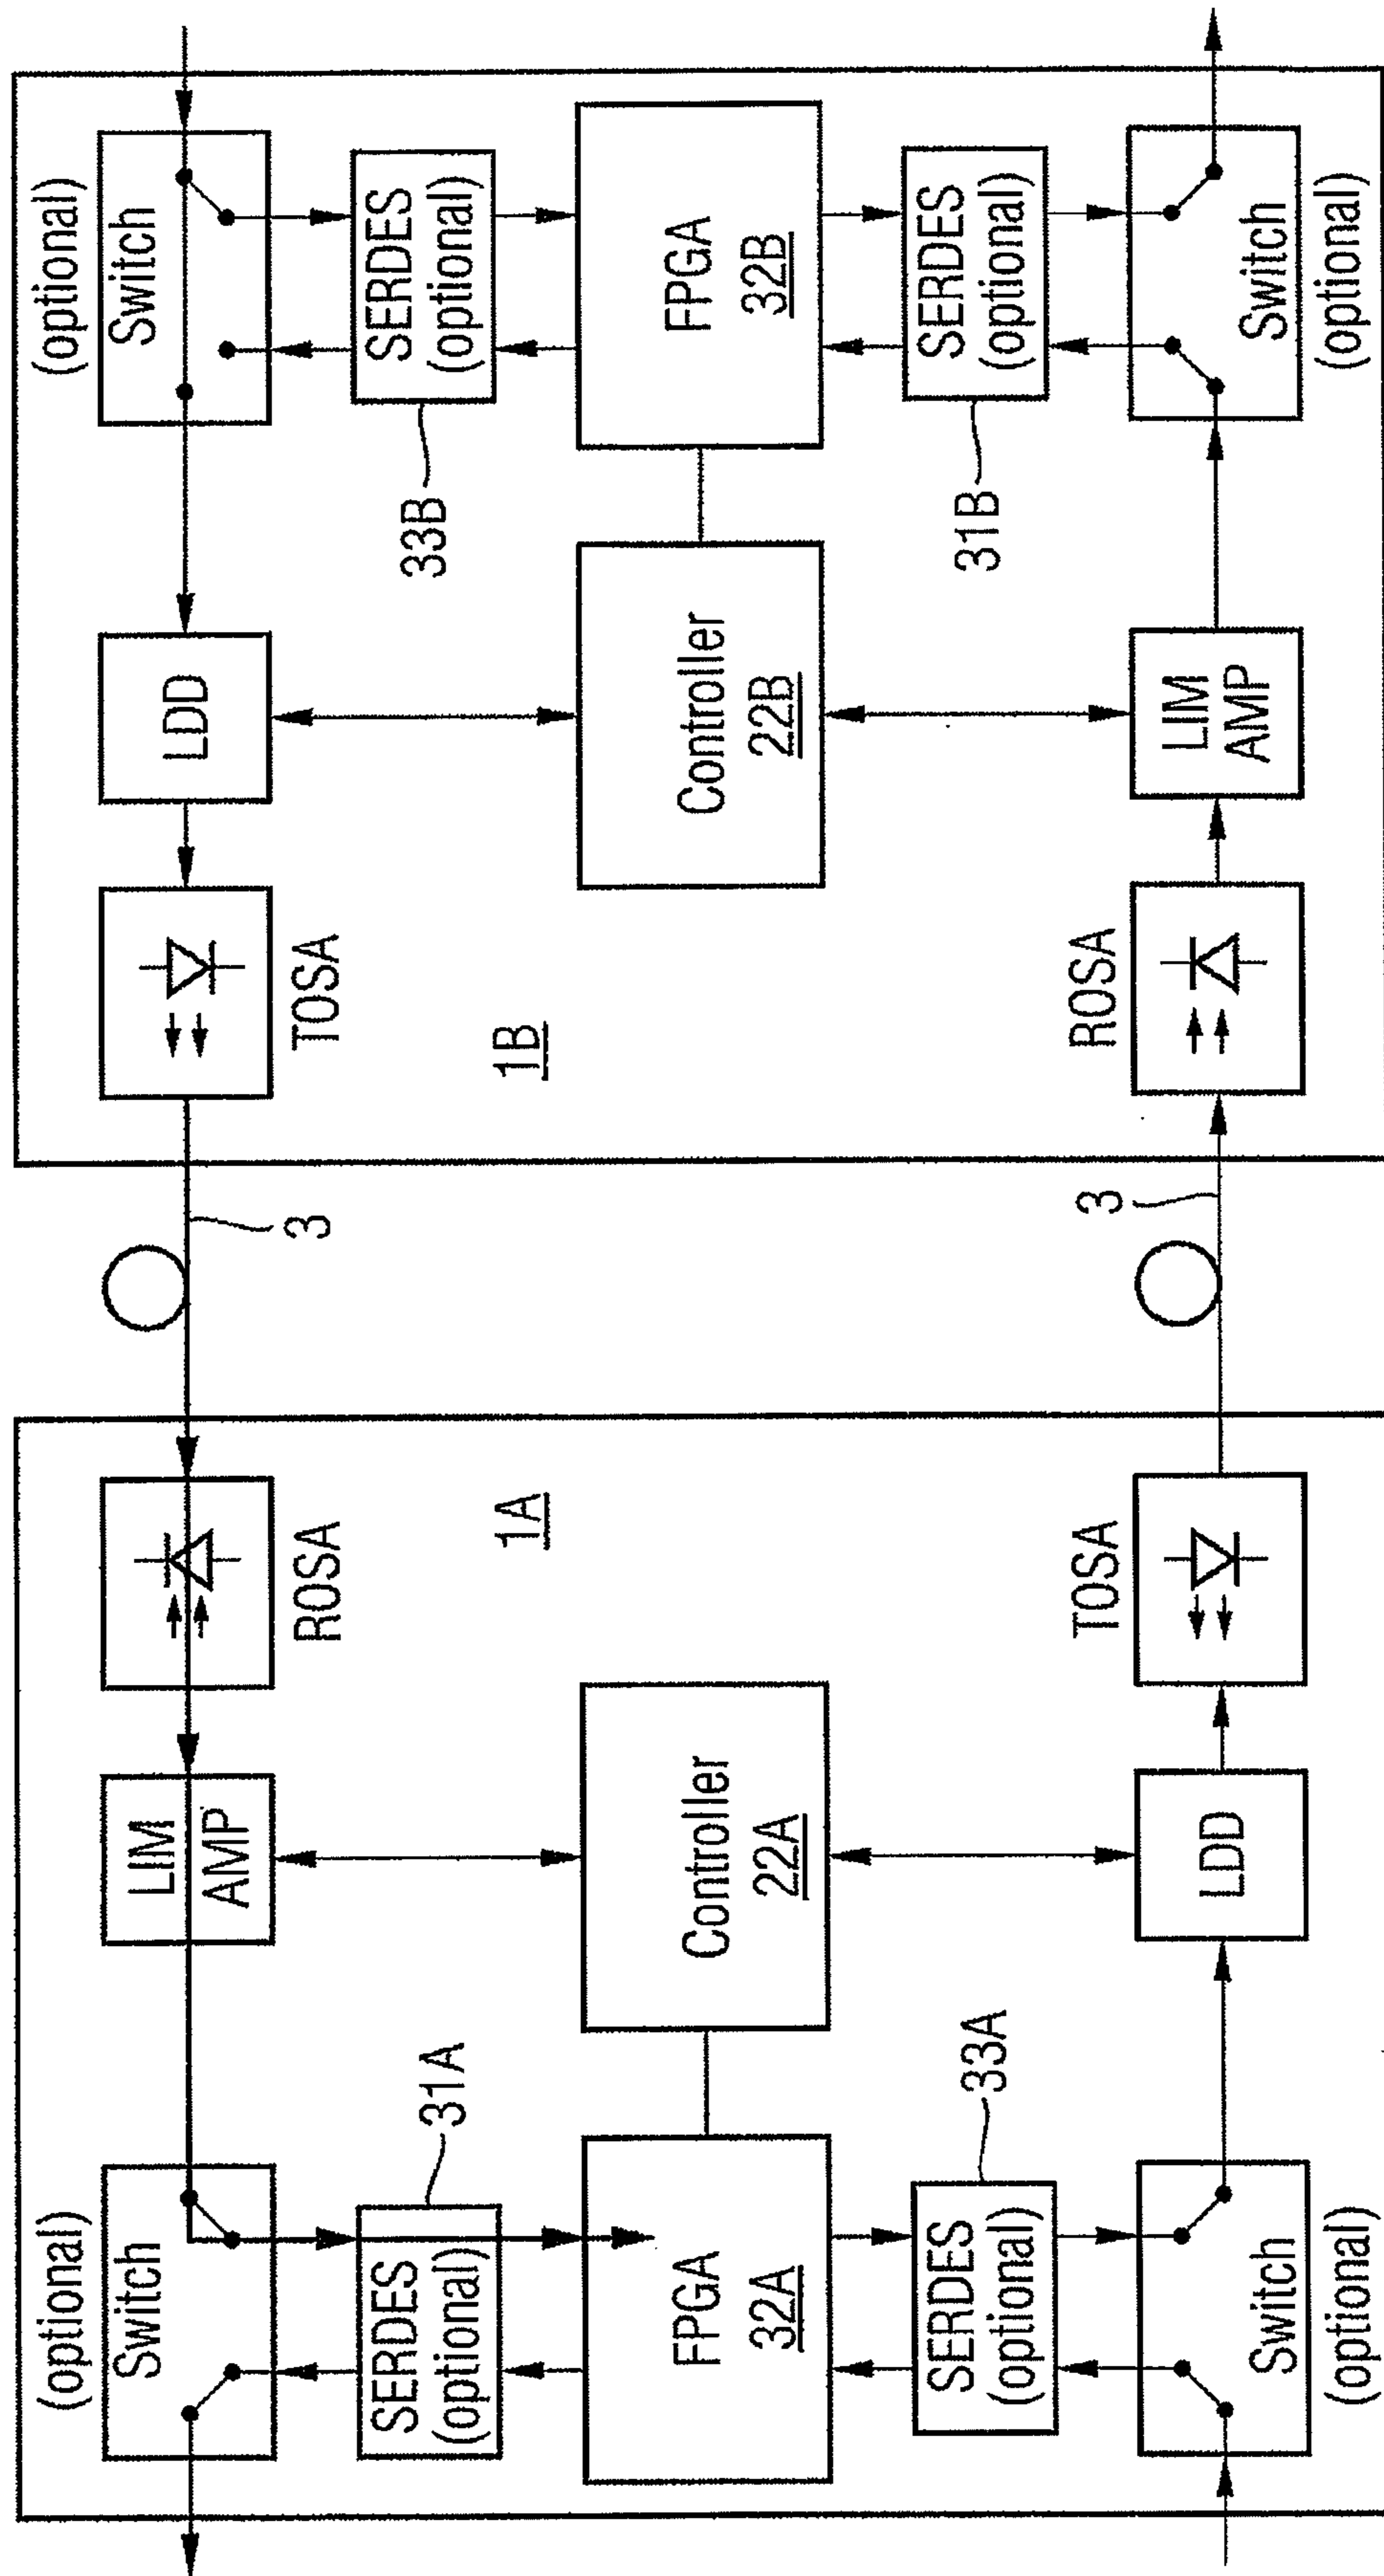 (optional)
Switch
LIM
AMP
ROSA
3
TOSA
LDD
(optional)
Switch
SERDES
(optional)
31A
1A
1B
33B
SERDES
(optional)
FPGA
32A
Controller
22A
Controller
22B
FPGA
32B
SERDES
(optional)
33A
31B
SERDES
(optional)
Switch
(optional)
LDD
TOSA
3
ROSA
LIM
AMP
Switch
(optional)